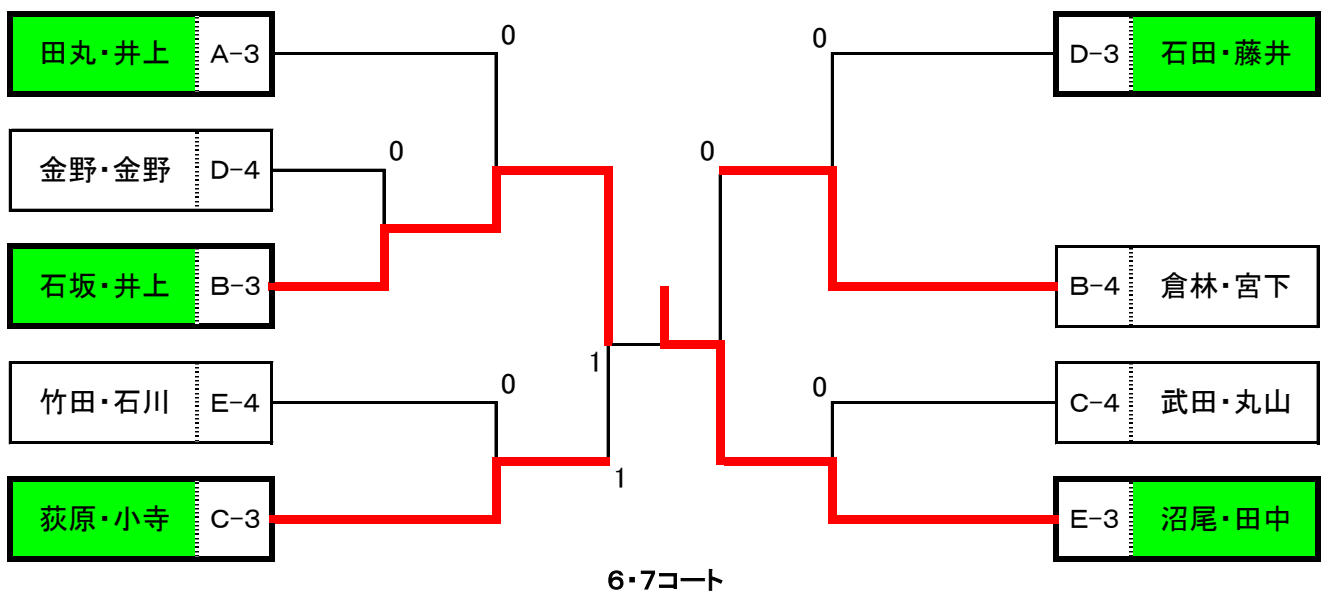 田丸・井上 A-3
0
0
D-3 石田・藤井
金野・金野 D-4
0
0
石坂・井上 B-3
B-4 倉林・宮下
1
竹田・石川 E-4
0
0
C-4 武田・丸山
1
荻原・小寺 C-3
E-3 沼尾・田中
6・7コート